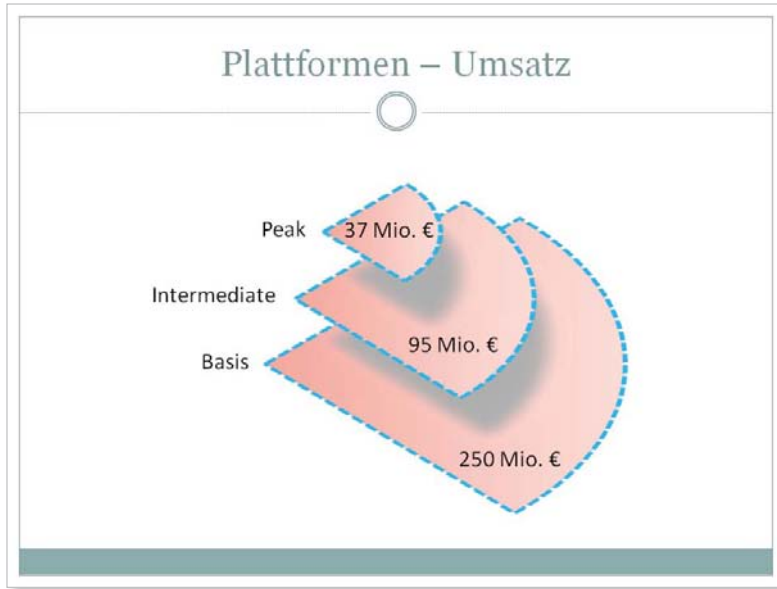 Plattformen – Umsatz
Peak
37 Mio. €
Intermediate
95 Mio. €
Basis
250 Mio. €